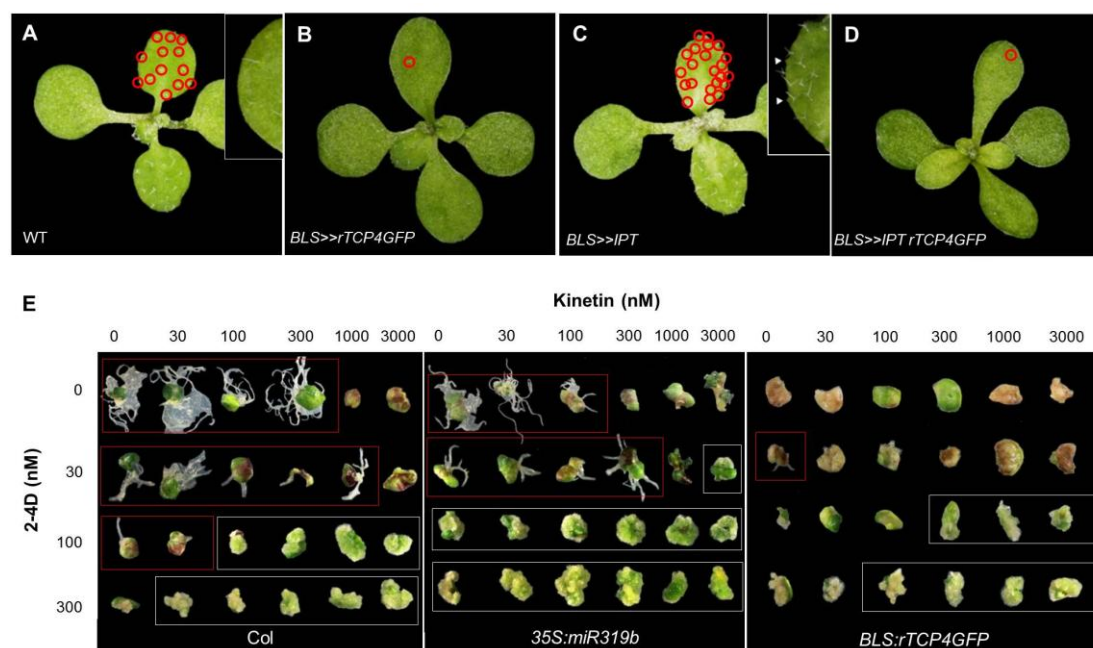 A
B
C
D
WT
BLS>>rTCP4GFP
BLS>>IPT
BLS>>IPT rTCP4GFP
E
Kinetin (nM)
0 30 100 300 1000 3000 0 30 100 300 1000 3000 0 30 100 300 1000 3000
2-4D (nM)
0
30
100
300
Col
35S:miR319b
BLS:rTCP4GFP